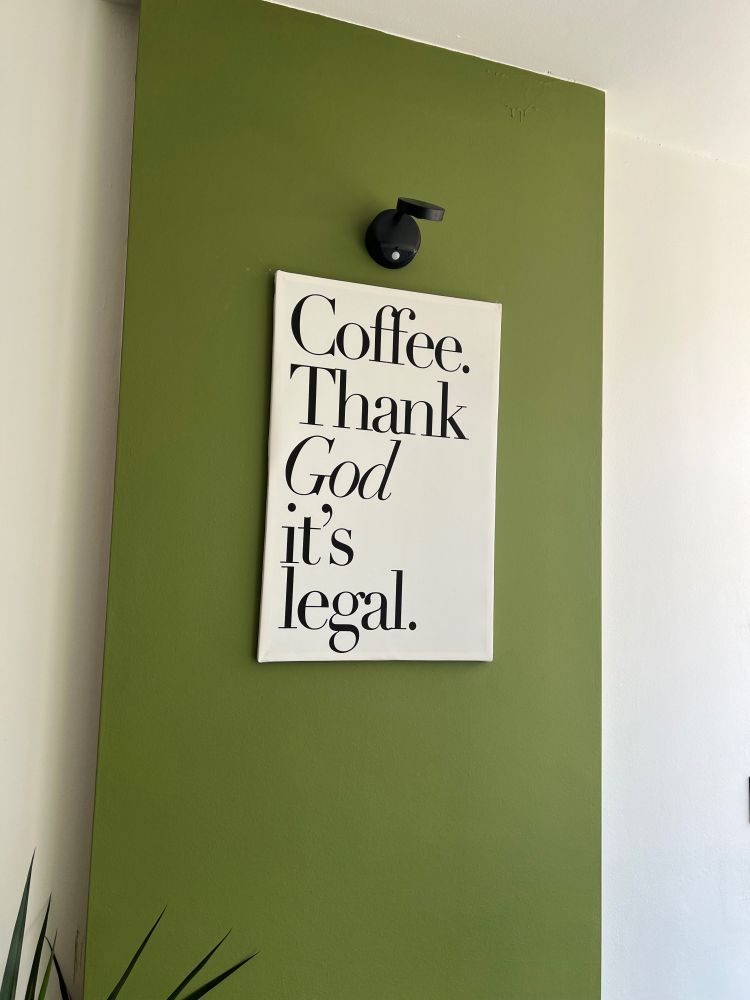 Coffee.
Thank
God
it’s
legal.